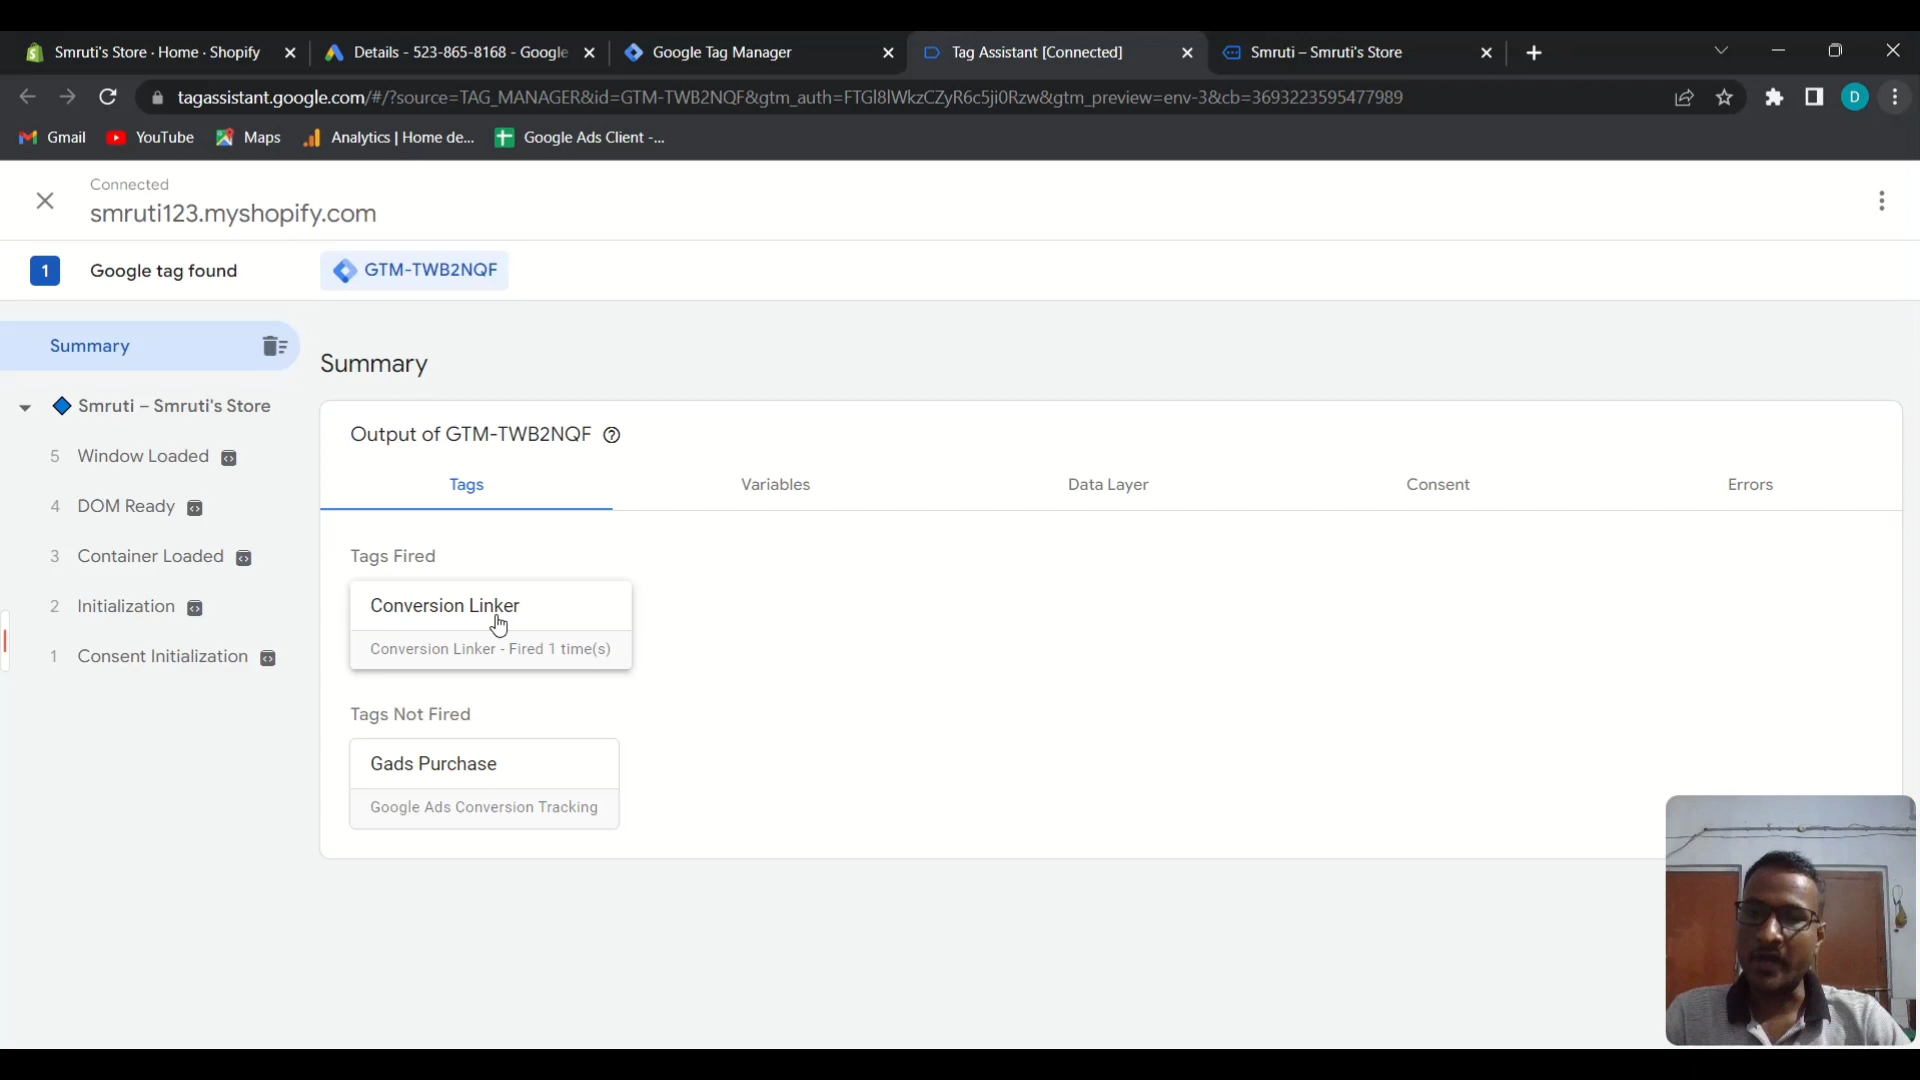 Smruti's Store · Home · Shopify
Details - 523-865-8168 - Google
Google Tag Manager
Tag Assistant [Connected]
Smruti – Smruti's Store
tagassistant.google.com/#/?source=TAG_MANAGER&id=GTM-TWB2NQF&gtm_auth=FTGl8lWkzCZyR6c5ji0Rzw&gtm_preview=env-3&cb=3693223595477989
D
Gmail
YouTube
Maps
Analytics | Home de...
Google Ads Client -...
Connected
smruti123.myshopify.com
1
Google tag found
GTM-TWB2NQF
Summary
Smruti – Smruti's Store
5 Window Loaded
4 DOM Ready
3 Container Loaded
2 Initialization
1 Consent Initialization
Summary
Output of GTM-TWB2NQF
Tags
Variables
Data Layer
Consent
Errors
Tags Fired
Conversion Linker
Conversion Linker - Fired 1 time(s)
Tags Not Fired
Gads Purchase
Google Ads Conversion Tracking